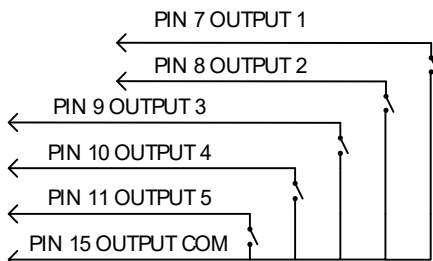 PIN 7 OUTPUT 1
PIN 8 OUTPUT 2
PIN 9 OUTPUT 3
PIN 10 OUTPUT 4
PIN 11 OUTPUT 5
PIN 15 OUTPUT COM